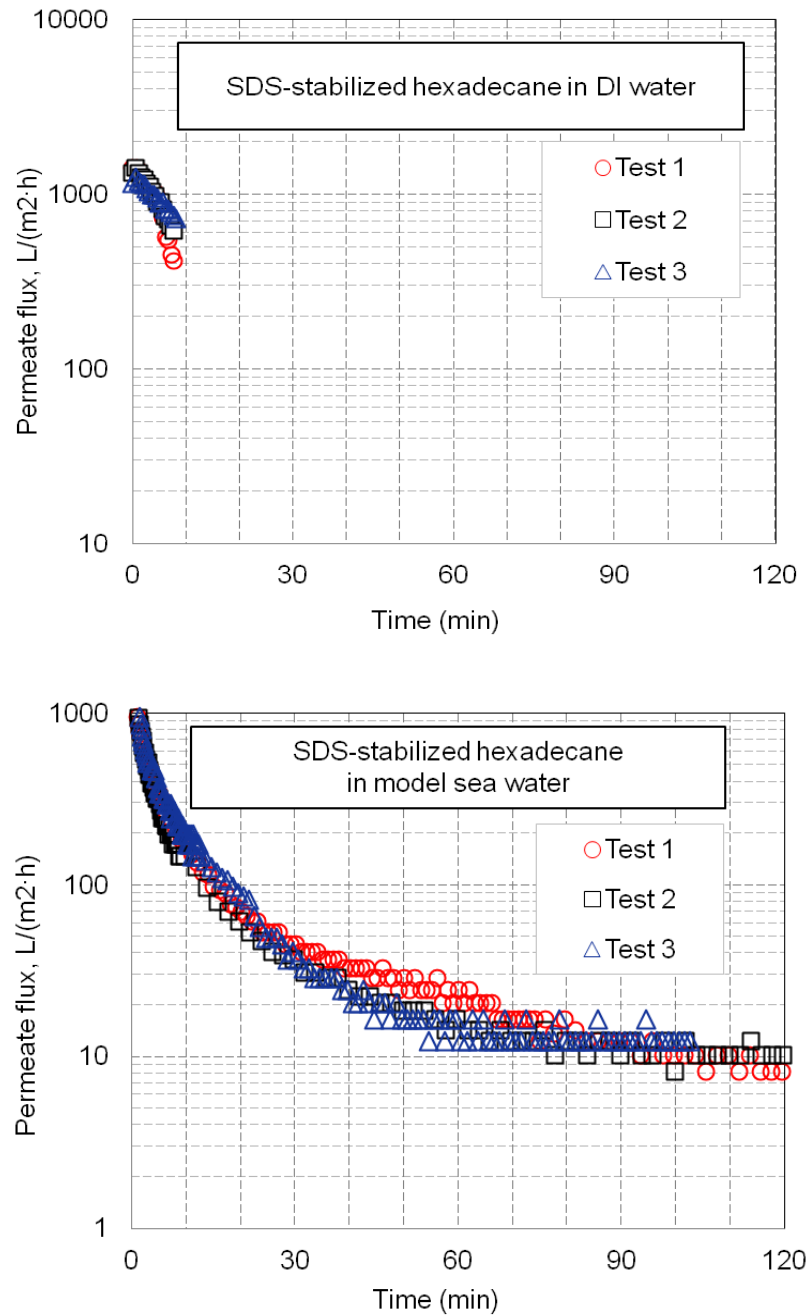 10000
SDS-stabilized hexadecane in DI water
Test 1
1000
Test 2
Test 3
Permeate flux, L/(m2·h)
100
10
0 30 60 90 120
Time (min)
1000
SDS-stabilized hexadecane
in model sea water
Test 1
100
Test 2
Test 3
Permeate flux, L/(m2·h)
10
1
0 30 60 90 120
Time (min)